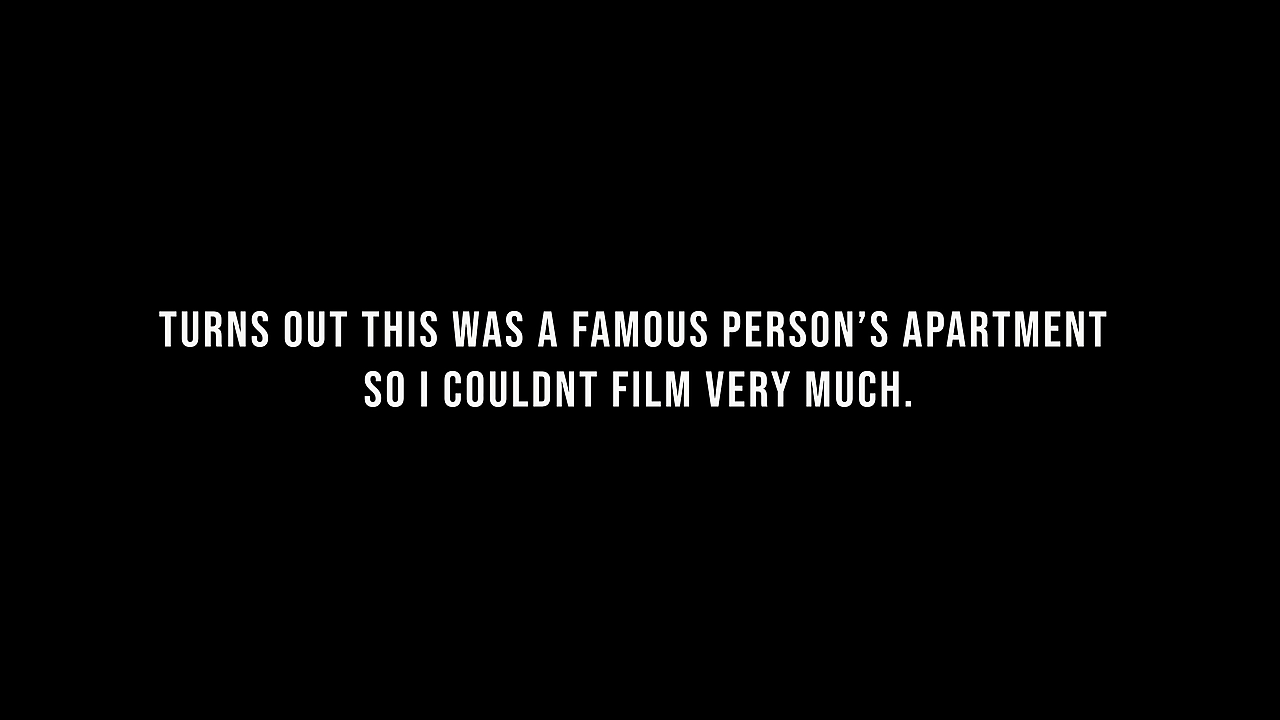 TURNS OUT THIS WAS A FAMOUS PERSON’S APARTMENT
SO I COULDNT FILM VERY MUCH.